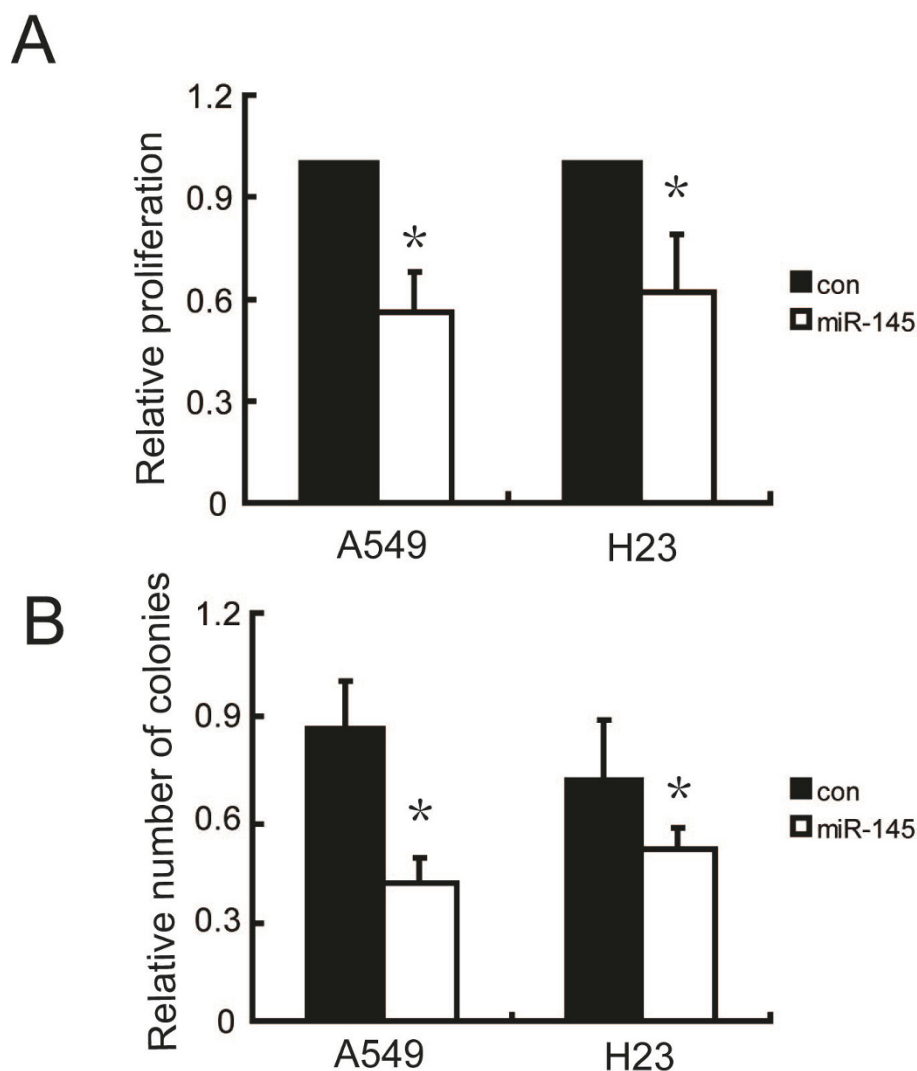 A
1.2
0.9
0.6
0.3
0
Relative proliferation
*
*
con
miR-145
A549
H23
B
1.2
0.9
0.6
0.3
0
Relative number of colonies
*
*
con
miR-145
A549
H23